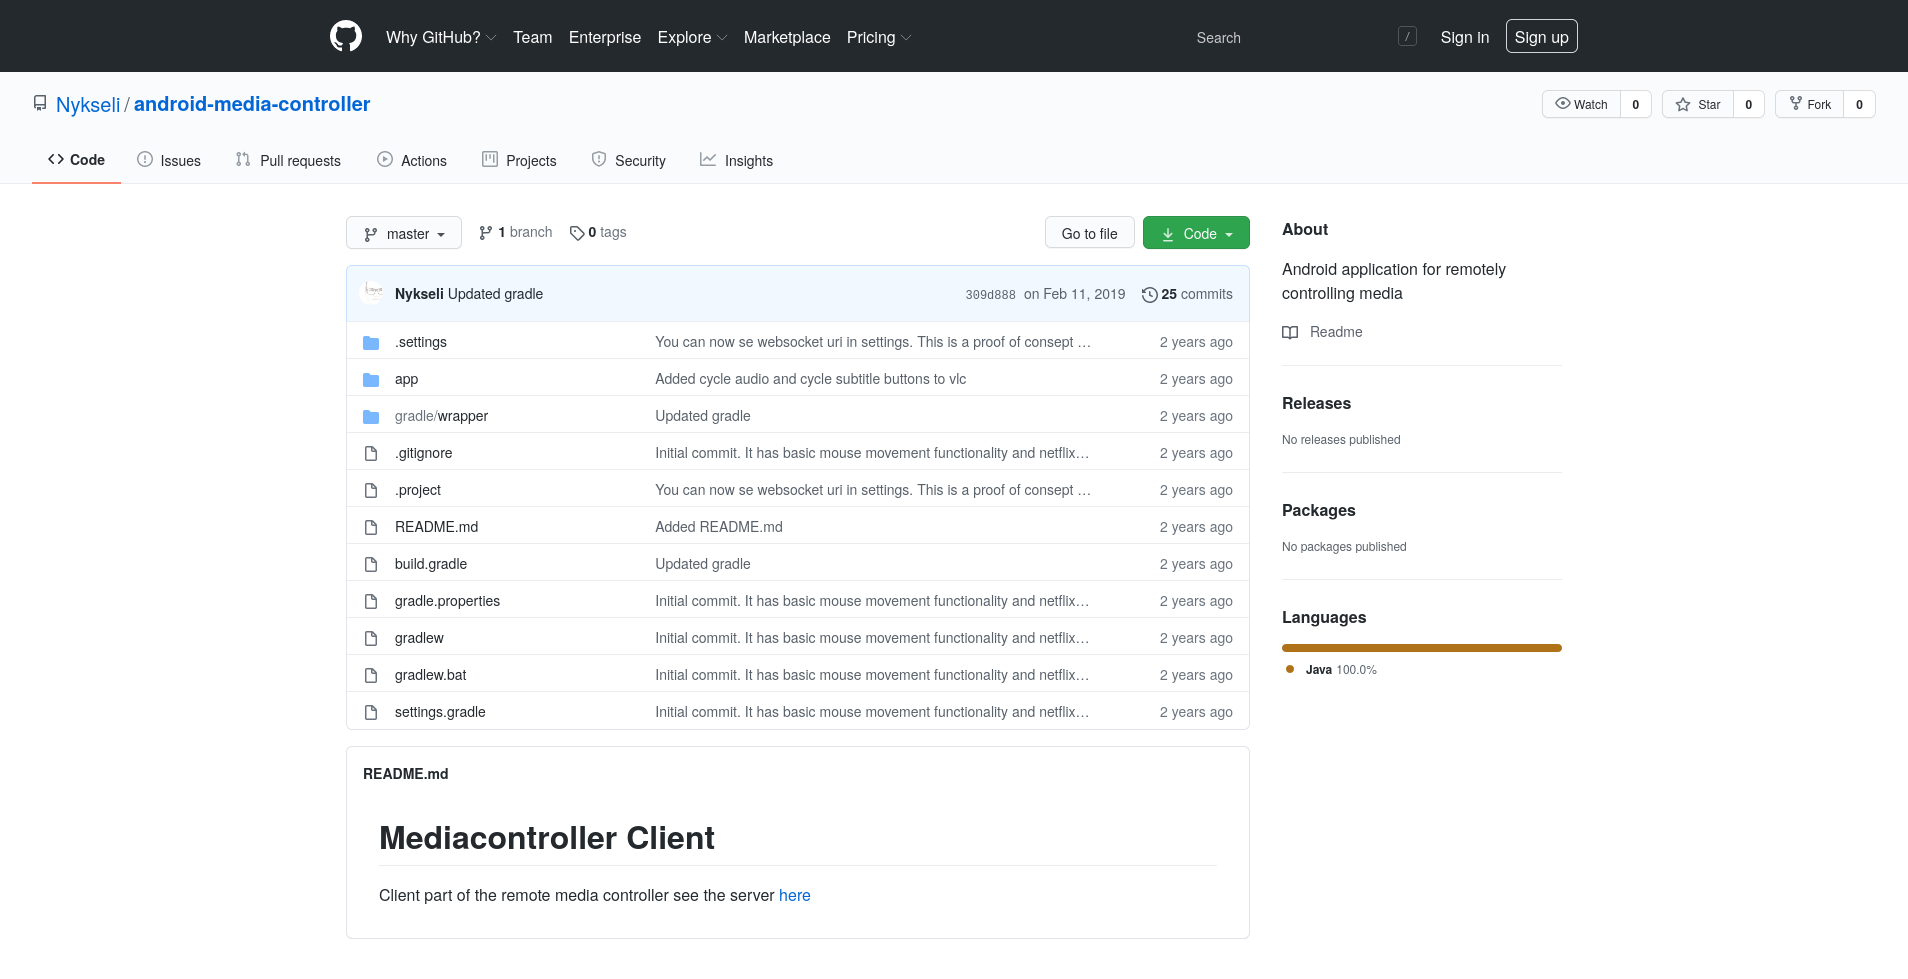 Why GitHub? Team Enterprise Explore Marketplace Pricing Search / Sign in Sign up
Nykseli / android-media-controller Watch 0 Star 0 Fork 0
Code Issues Pull requests Actions Projects Security Insights
master 1 branch 0 tags Go to file Code
Nykseli Updated gradle 309d888 on Feb 11, 2019 25 commits
.settings You can now se websocket uri in settings. This is a proof of consept … 2 years ago
app Added cycle audio and cycle subtitle buttons to vlc 2 years ago
gradle/wrapper Updated gradle 2 years ago
.gitignore Initial commit. It has basic mouse movement functionality and netflix… 2 years ago
.project You can now se websocket uri in settings. This is a proof of consept … 2 years ago
README.md Added README.md 2 years ago
build.gradle Updated gradle 2 years ago
gradle.properties Initial commit. It has basic mouse movement functionality and netflix… 2 years ago
gradlew Initial commit. It has basic mouse movement functionality and netflix… 2 years ago
gradlew.bat Initial commit. It has basic mouse movement functionality and netflix… 2 years ago
settings.gradle Initial commit. It has basic mouse movement functionality and netflix… 2 years ago
README.md
Mediacontroller Client
Client part of the remote media controller see the server here
About
Android application for remotely
controlling media
Readme
Releases
No releases published
Packages
No packages published
Languages
Java 100.0%